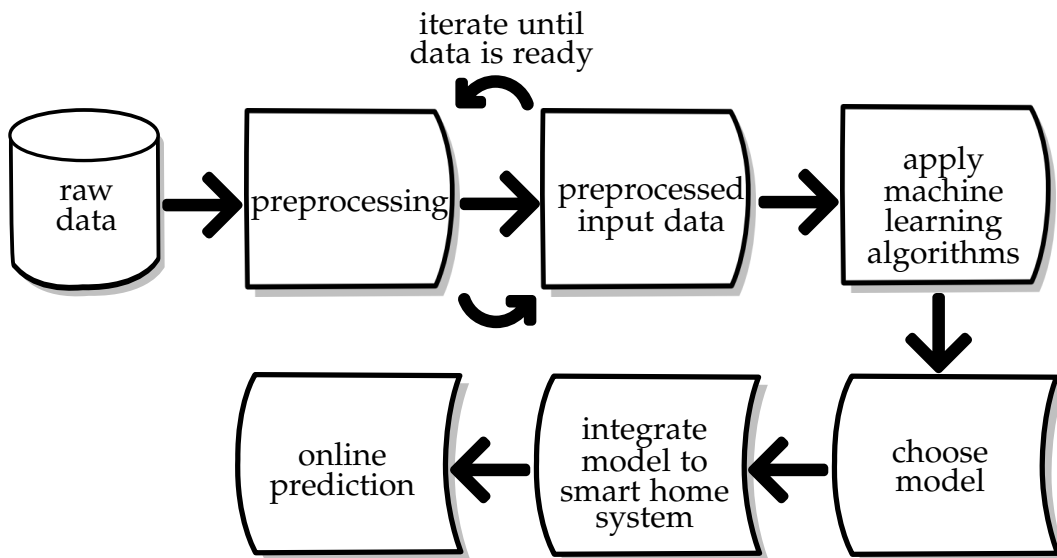 iterate until
data is ready
raw
data
preprocessing
preprocessed
input data
apply
machine
learning
algorithms
online
prediction
integrate
model to
smart home
system
choose
model